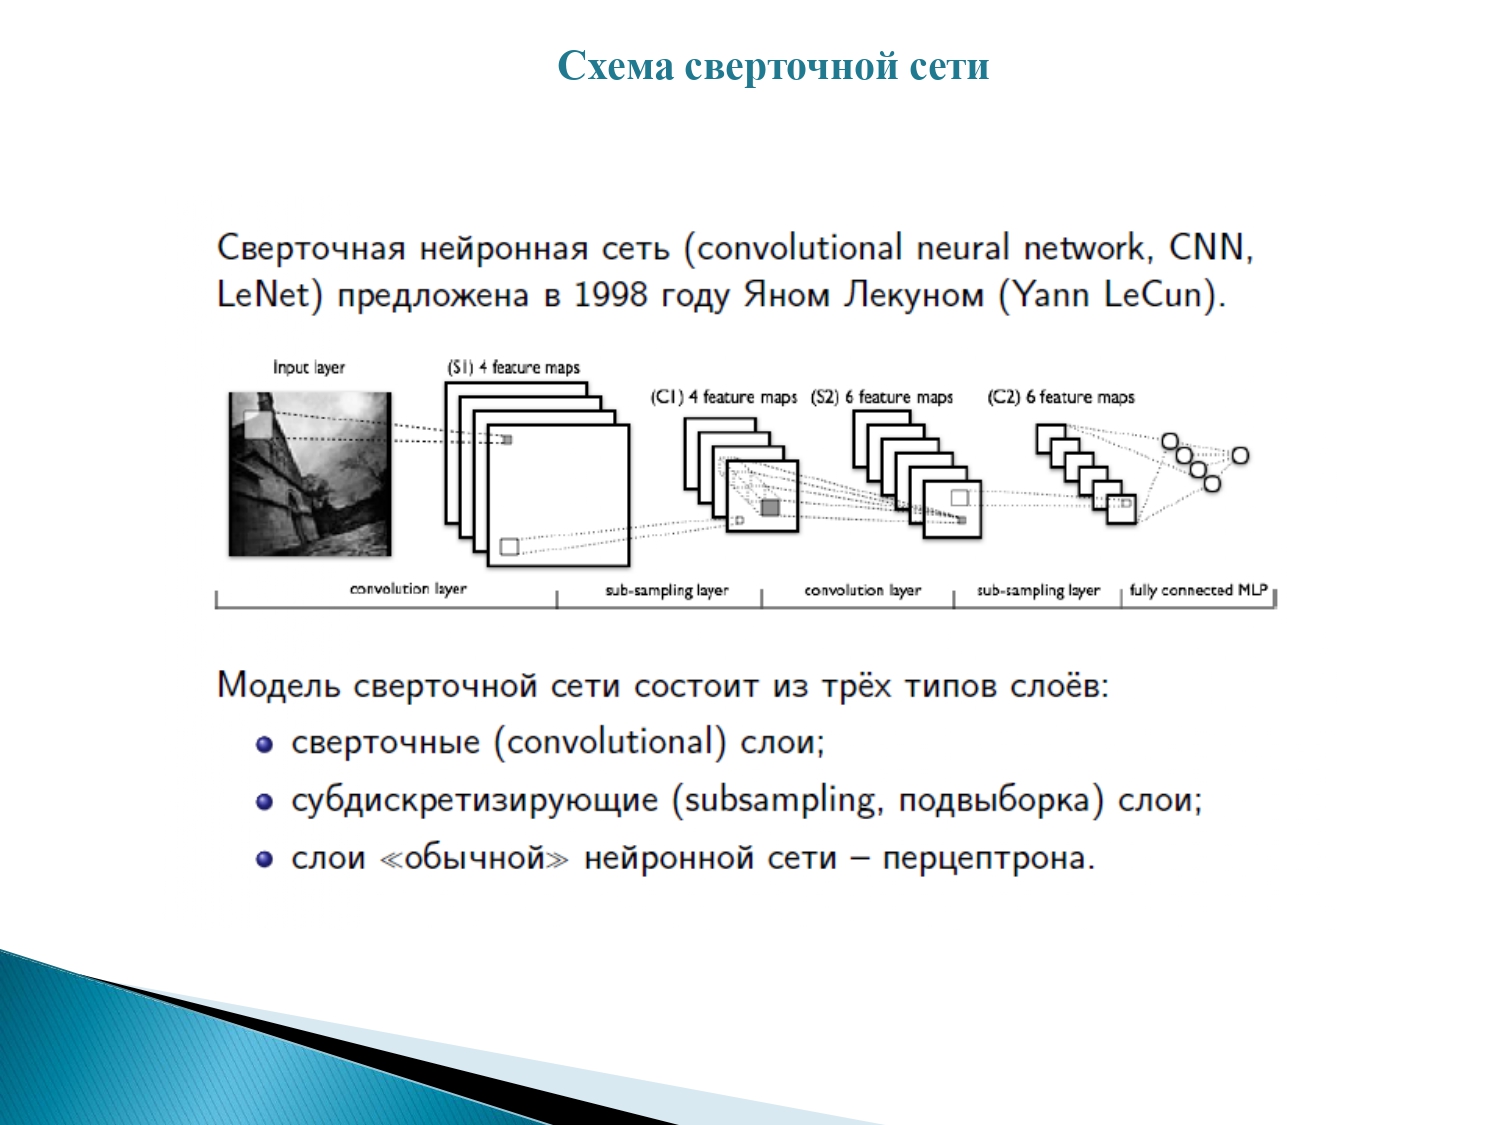 Схема сверточной сети
Сверточная нейронная сеть (convolutional neural network, CNN,
LeNet) предложена в 1998 году Яном Лекуном (Yann LeCun).
Input layer
(S1) 4 feature maps
(C1) 4 feature maps
(S2) 6 feature maps
(C2) 6 feature maps
convolution layer
sub-sampling layer
convolution layer
sub-sampling layer
fully connected MLP
Модель сверточной сети состоит из трёх типов слоёв:
сверточные (convolutional) слои;
субдискретизирующие (subsampling, подвыборка) слои;
слои ≪обычной≫ нейронной сети – перцептрона.